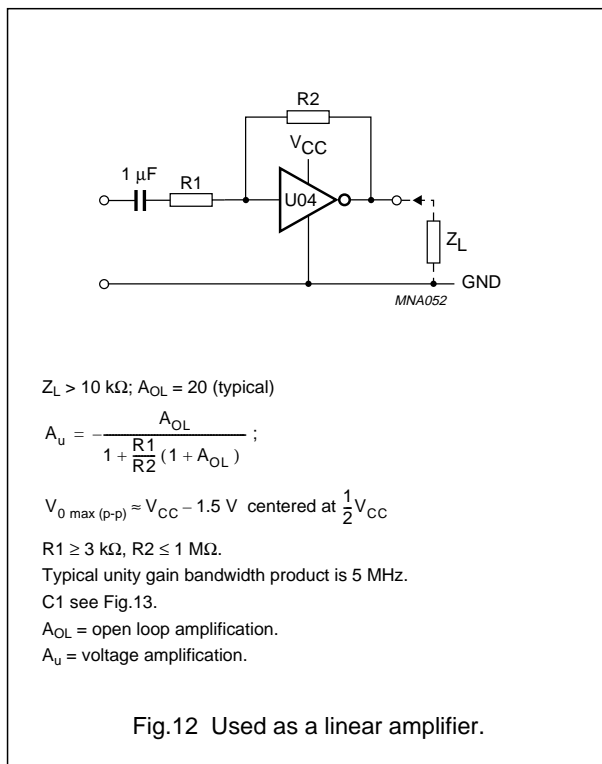 R2
VCC
1 μF
R1
U04
ZL
GND
MNA052
ZL > 10 kΩ; AOL = 20 (typical)
Au = − AOL / 1 + R1/R2 (1 + AOL) ;
V0 max (p-p) ≈ VCC − 1.5 V centered at 1/2 VCC
R1 ≥ 3 kΩ, R2 ≤ 1 MΩ.
Typical unity gain bandwidth product is 5 MHz.
C1 see Fig.13.
AOL = open loop amplification.
Au = voltage amplification.
Fig.12 Used as a linear amplifier.